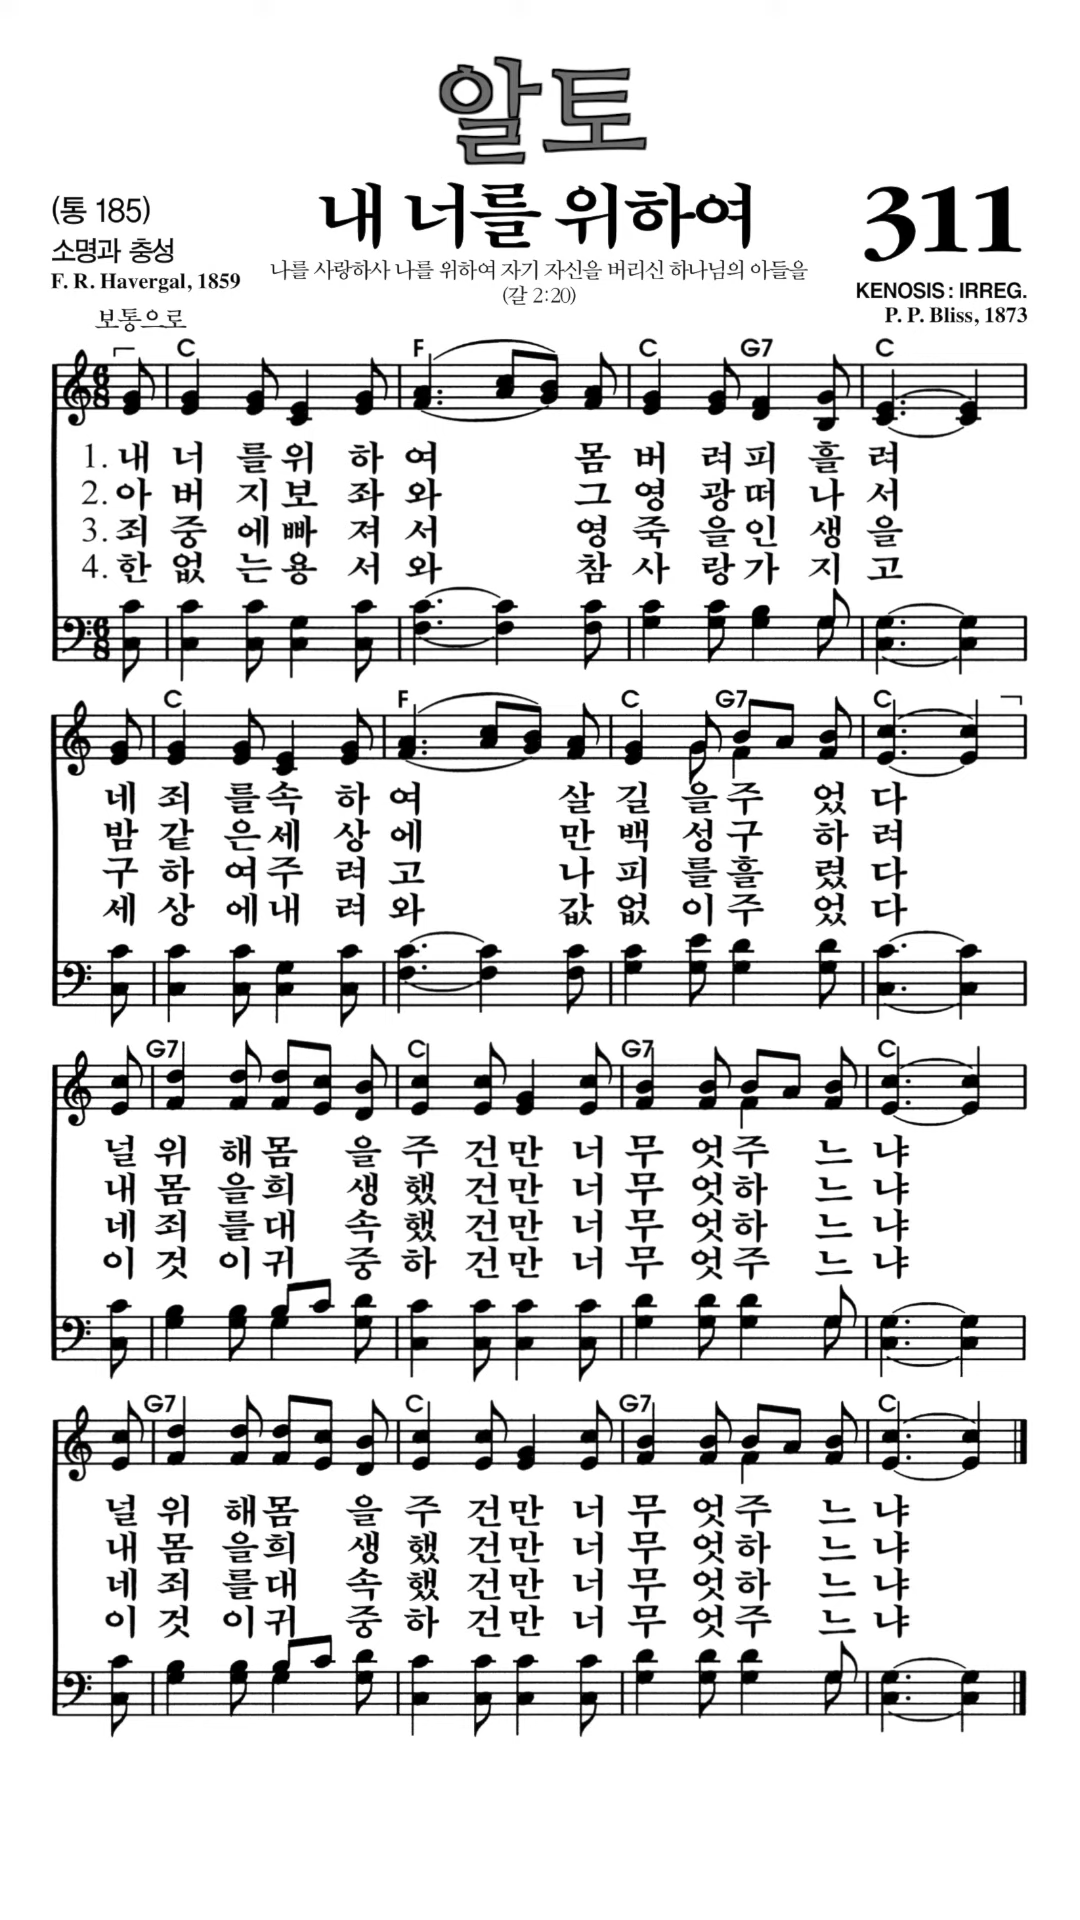 알토
(통 185)
내 너를 위하여
311
소명과 충성
나를 사랑하사 나를 위하여 자기 자신을 버리신 하나님의 아들을
F. R. Havergal, 1859
(갈 2:20)
KENOSIS : IRREG.
P. P. Bliss, 1873
보통으로
C F C G7 C
1. 내 너 를 위 하 여 몸 버 려 피 흘 려
2. 아 버 지 보 좌 와 그 영 광 떠 나 서
3. 죄 중 에 빠 져 서 영 죽 을 인 생 을
4. 한 없 는 용 서 와 참 사 랑 가 지 고
C F C G7 C
네 죄 를 속 하 여 살 길 을 주 었 다
밤 같 은 세 상 에 만 백 성 구 하 려
구 하 여 주 려 고 나 피 를 흘 렸 다
세 상 에 내 려 와 값 없 이 주 었 다
G7 C G7 C
널 위 해 몸 을 주 건 만 너 무 엇 주 느 냐
내 몸 을 희 생 했 건 만 너 무 엇 하 느 냐
네 죄 를 대 속 했 건 만 너 무 엇 하 느 냐
이 것 이 귀 중 하 건 만 너 무 엇 주 느 냐
G7 C G7 C
널 위 해 몸 을 주 건 만 너 무 엇 주 느 냐
내 몸 을 희 생 했 건 만 너 무 엇 하 느 냐
네 죄 를 대 속 했 건 만 너 무 엇 하 느 냐
이 것 이 귀 중 하 건 만 너 무 엇 주 느 냐